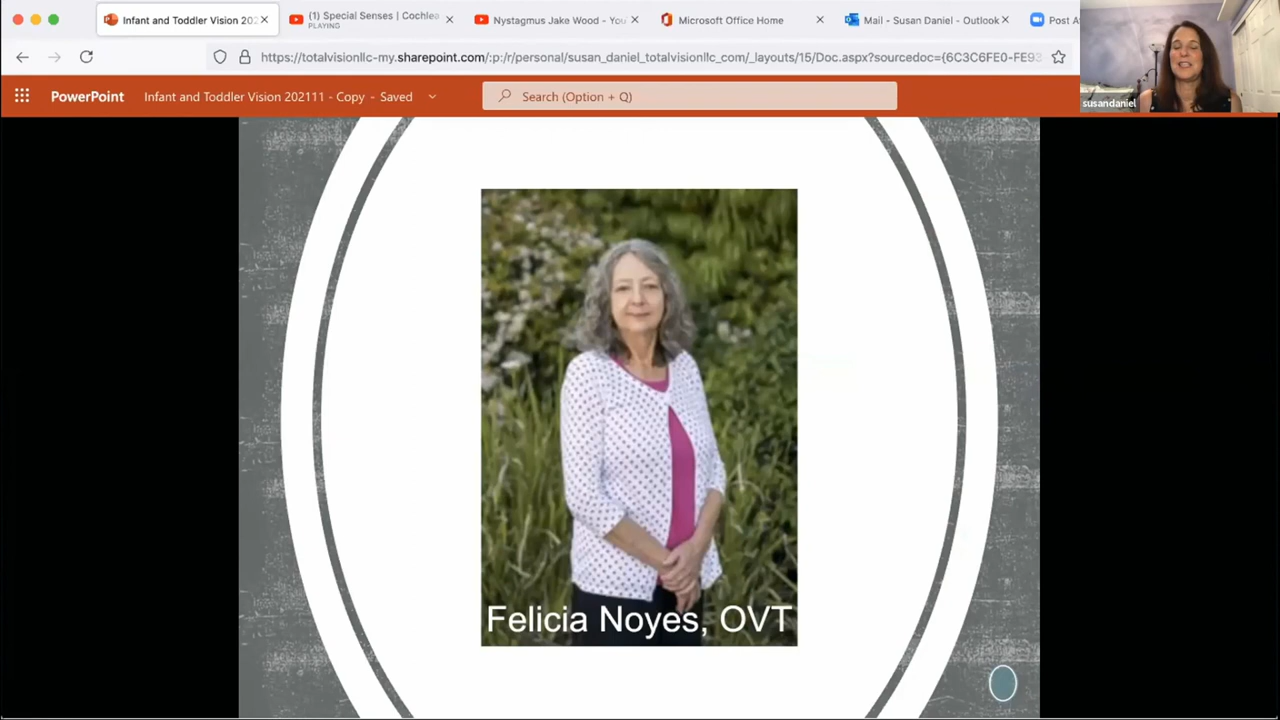 Infant and Toddler Vision 202
(1) Special Senses | Cochlea
PLAYING
Nystagmus Jake Wood - You
Microsoft Office Home
Mail - Susan Daniel - Outlook
Post A
https://totalvisionllc-my.sharepoint.com/:p:/r/personal/susan_daniel_totalvisionllc_com/_layouts/15/Doc.aspx?sourcedoc={6C3C6FE0-FE93
PowerPoint
Infant and Toddler Vision 202111 - Copy - Saved
Search (Option + Q)
susandaniel
Felicia Noyes, OVT